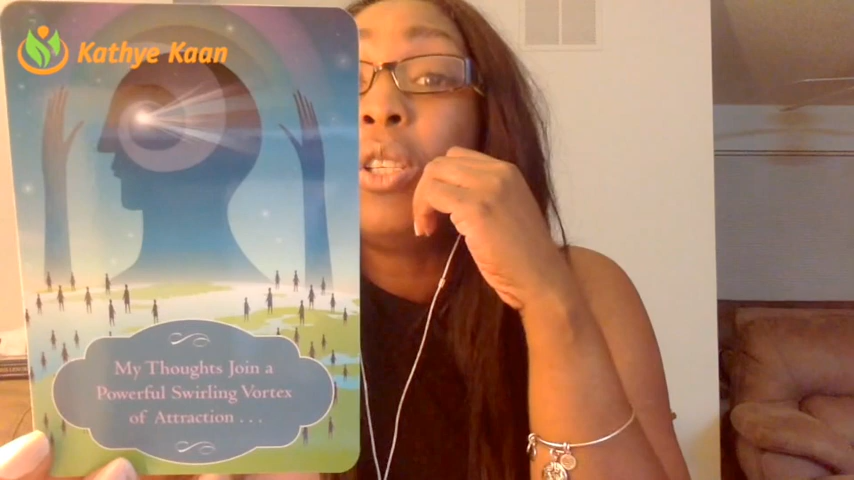 Kathye Kaan
My Thoughts Join a
Powerful Swirling Vortex
of Attraction . . .